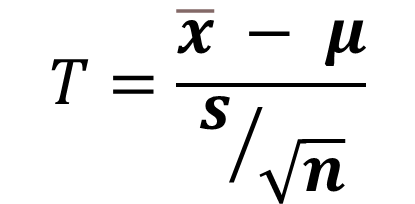 T = (x̄ − μ) / (s/√n)